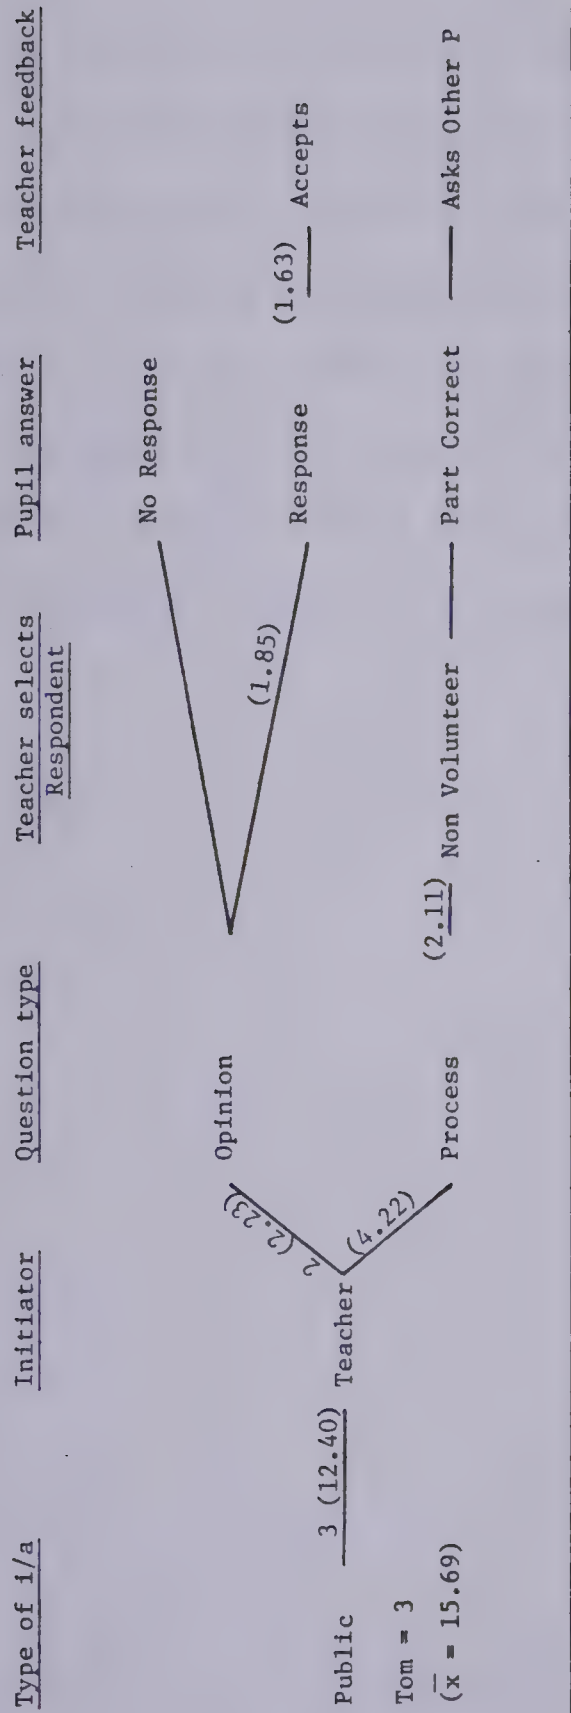 Type of i/a Initiator Question type Teacher selects Respondent Pupil answer Teacher feedback
No Response
Opinion
2 (2.23)
(1.85)
Response
(1.63)
Accepts
Public
3 (12.40)
Teacher
(4.22)
Tom = 3
(x̄ = 15.69)
Process
(2.11)
Non Volunteer
Part Correct
Asks Other P